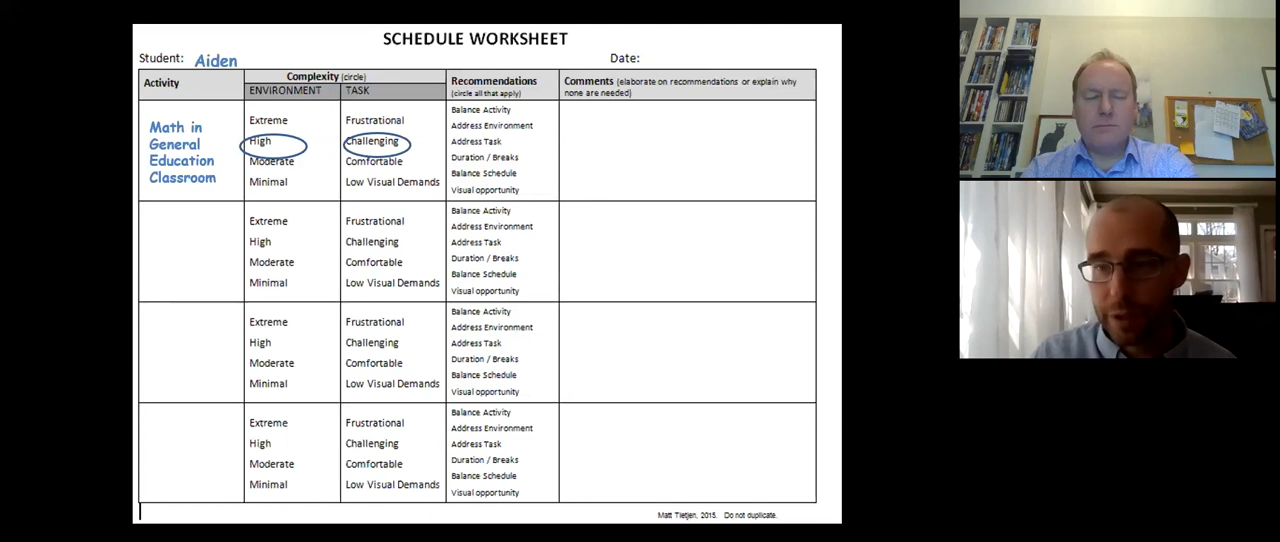 SCHEDULE WORKSHEET
Student: Aiden
Date:
Activity
Complexity (circle)
ENVIRONMENT
TASK
Recommendations
(circle all that apply)
Comments (elaborate on recommendations or explain why
none are needed)
Math in
General
Education
Classroom
Extreme
High
Moderate
Minimal
Frustrational
Challenging
Comfortable
Low Visual Demands
Balance Activity
Address Environment
Address Task
Duration / Breaks
Balance Schedule
Visual opportunity
Extreme
High
Moderate
Minimal
Frustrational
Challenging
Comfortable
Low Visual Demands
Balance Activity
Address Environment
Address Task
Duration / Breaks
Balance Schedule
Visual opportunity
Extreme
High
Moderate
Minimal
Frustrational
Challenging
Comfortable
Low Visual Demands
Balance Activity
Address Environment
Address Task
Duration / Breaks
Balance Schedule
Visual opportunity
Extreme
High
Moderate
Minimal
Frustrational
Challenging
Comfortable
Low Visual Demands
Balance Activity
Address Environment
Address Task
Duration / Breaks
Balance Schedule
Visual opportunity
Matt Tietjen, 2015. Do not duplicate.